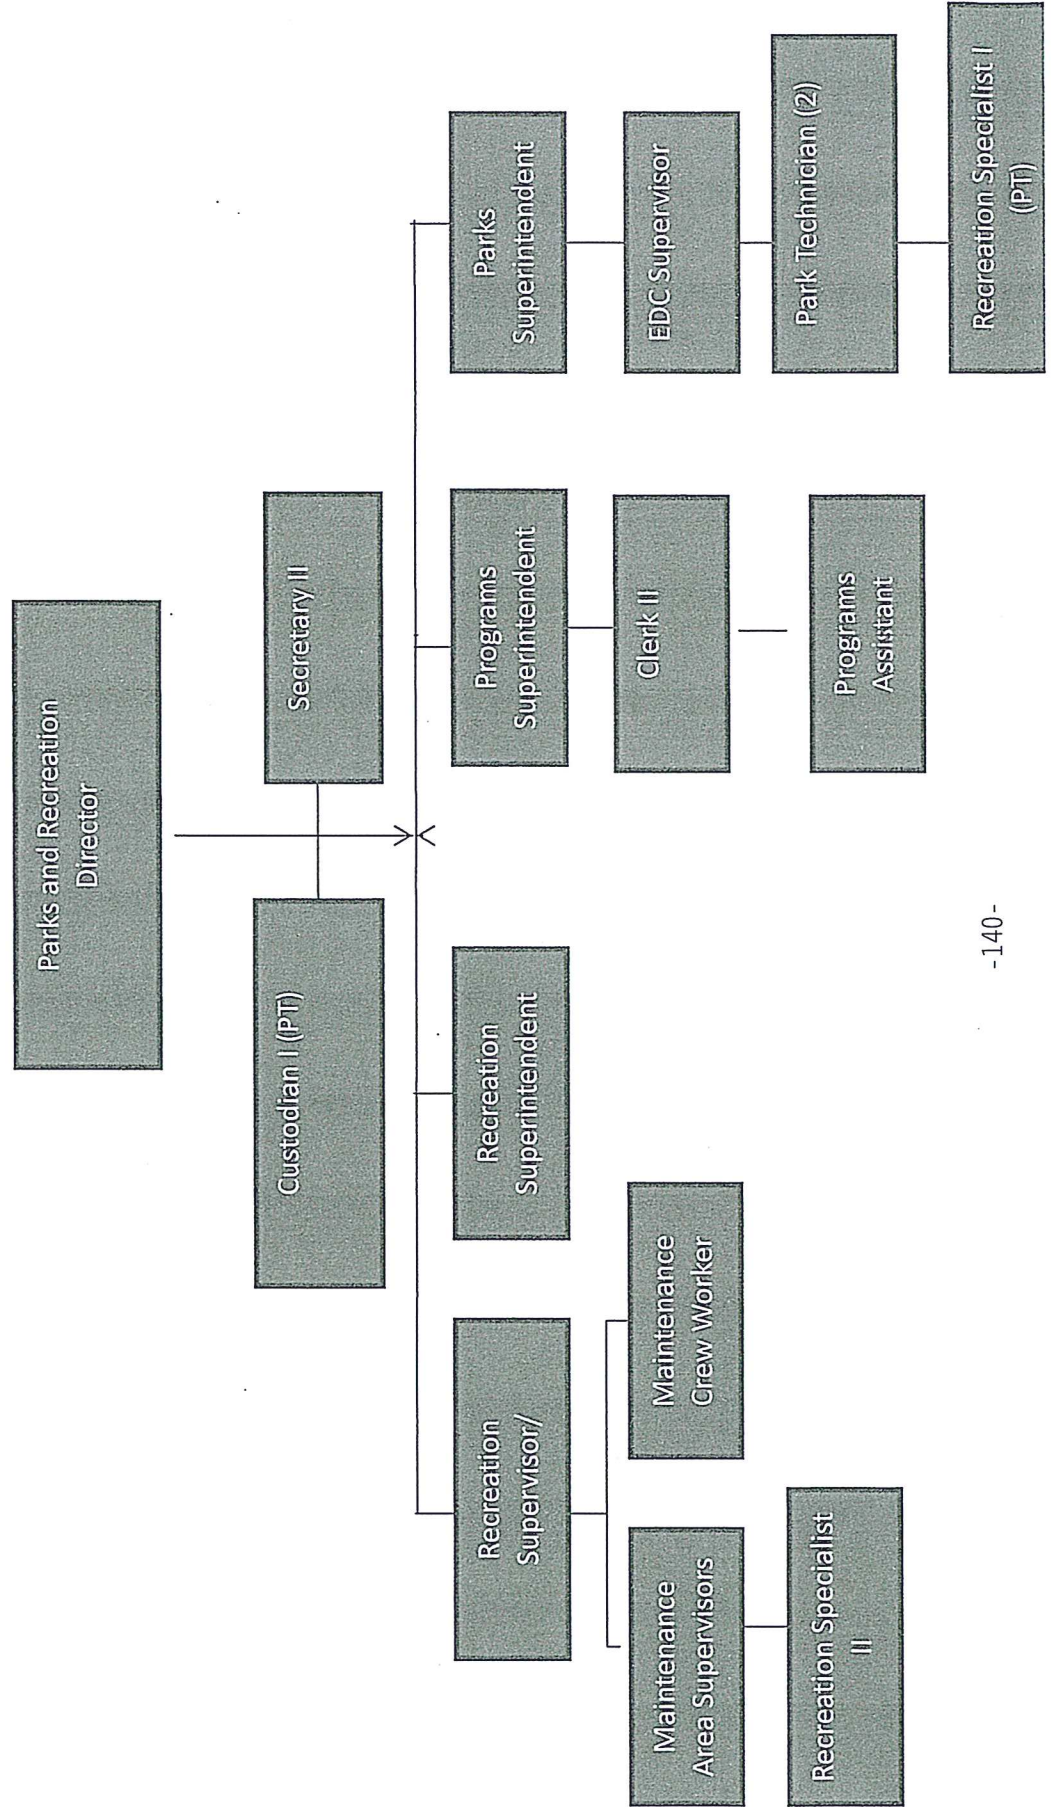 Parks and Recreation
Director
Custodian I (PT)
Secretary II
Recreation
Supervisor/
Recreation
Superintendent
Programs
Superintendent
Parks
Superintendent
Maintenance
Area Supervisors
Maintenance
Crew Worker
Clerk II
EDC Supervisor
Recreation Specialist
II
Programs
Assistant
Park Technician (2)
Recreation Specialist I
(PT)
-140-